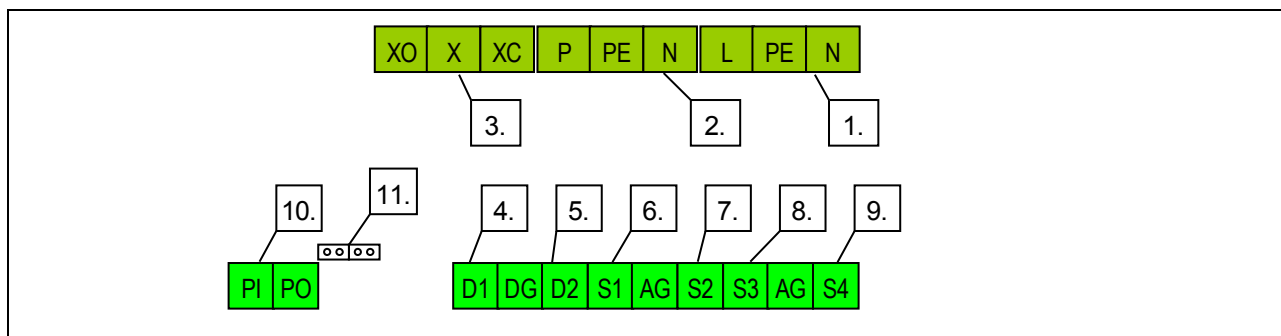 XO X XC P PE N L PE N
3. 2. 1.
10. 11. 4. 5. 6. 7. 8. 9.
PI PO D1 DG D2 S1 AG S2 S3 AG S4